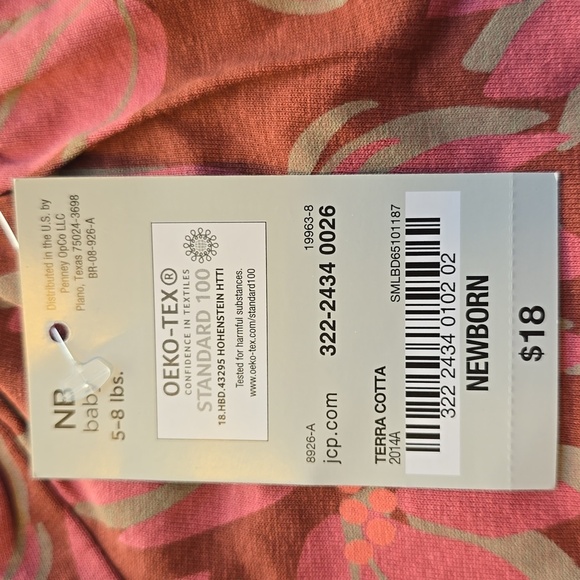 Distributed in the U.S. by
Penney OpCo LLC
Plano, Texas 75024-3698
BR-08-926-A
NB
baby
5-8 lbs.
OEKO-TEX®
CONFIDENCE IN TEXTILES
STANDARD 100
18.HBD.43295 HOHENSTEIN HTTI
Tested for harmful substances.
www.oeko-tex.com/standard100
19963-8
322-2434 0026
8926-A
jcp.com
TERRA COTTA
2014A
SMLBD65101187
322 2434 0102 02
NEWBORN
$18